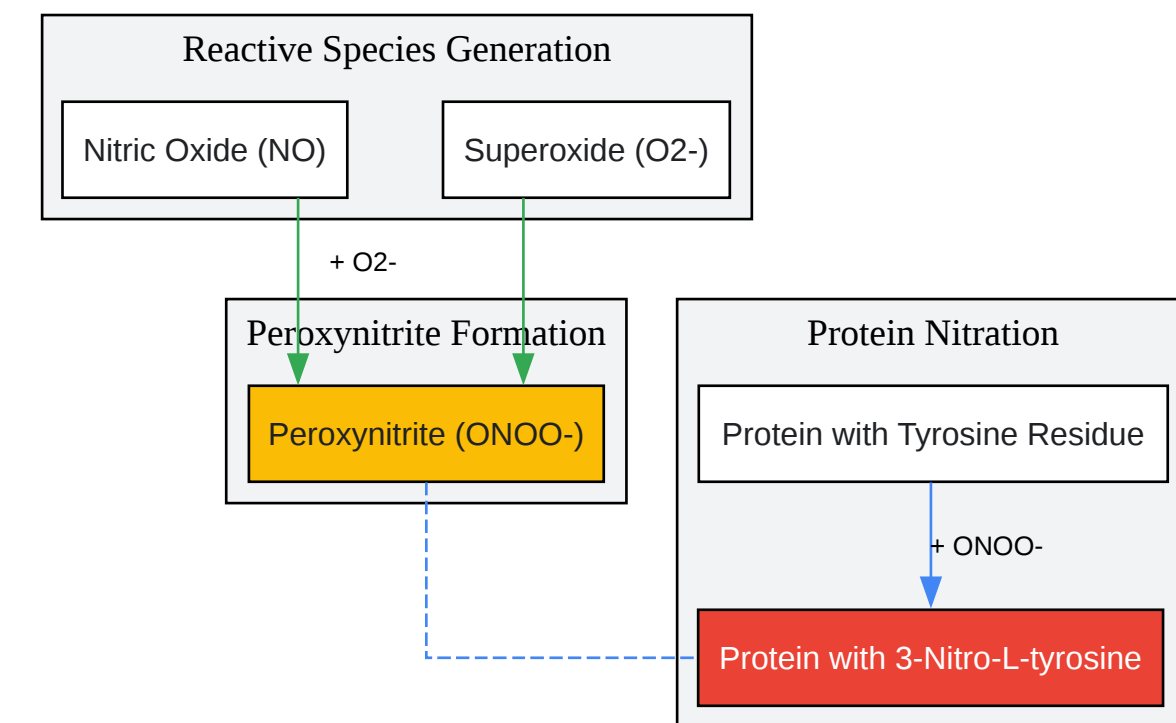 Reactive Species Generation
Nitric Oxide (NO)
Superoxide (O2-)
+ O2-
Peroxynitrite Formation
Peroxynitrite (ONOO-)
Protein Nitration
Protein with Tyrosine Residue
+ ONOO-
Protein with 3-Nitro-L-tyrosine